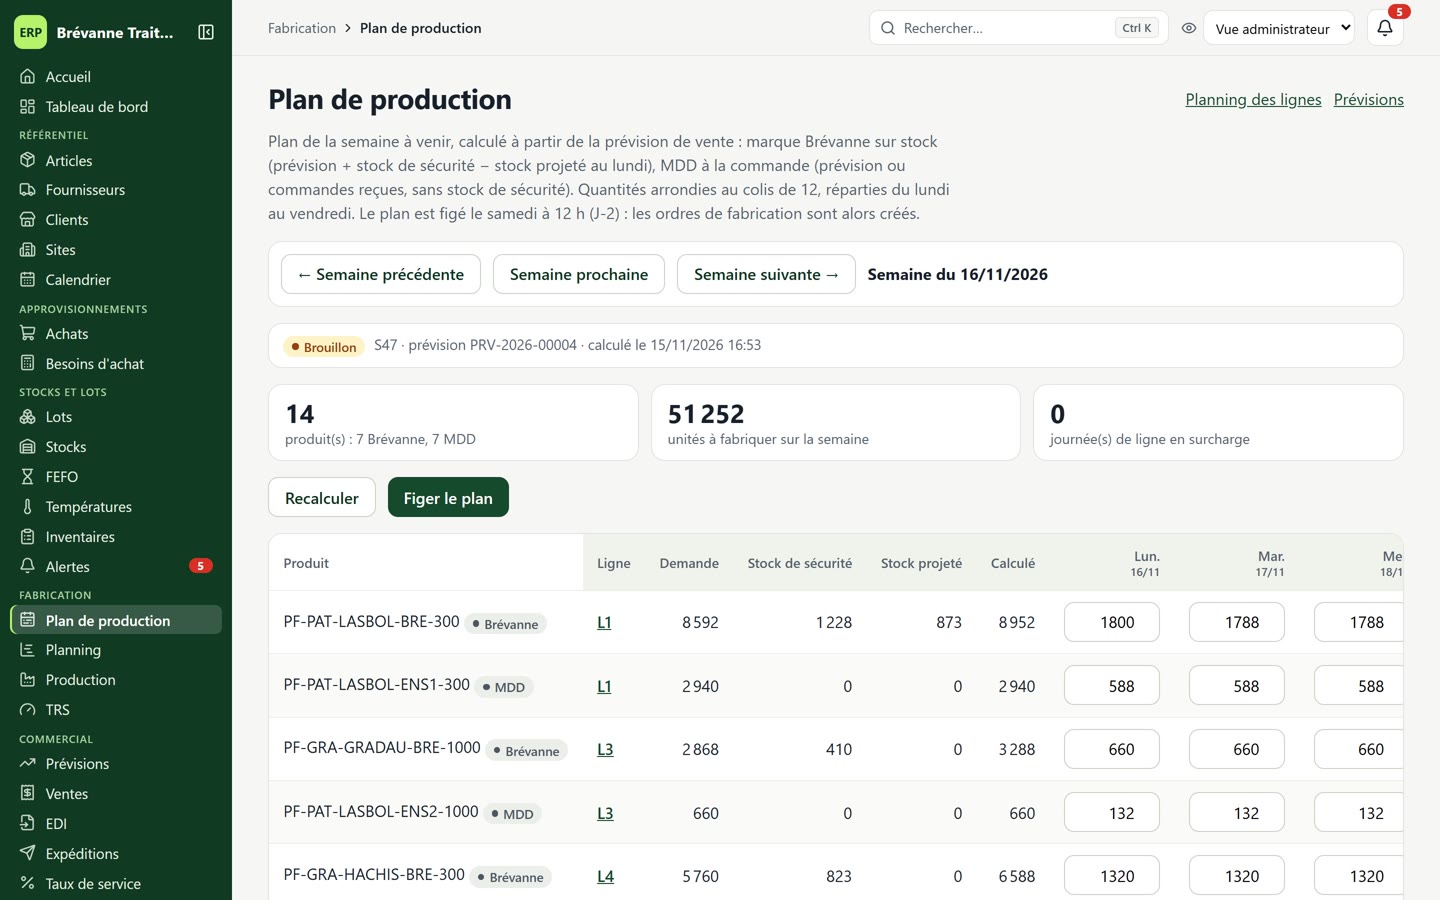 ERP Brévanne Trait...
Accueil
Tableau de bord
RÉFÉRENTIEL
Articles
Fournisseurs
Clients
Sites
Calendrier
APPROVISIONNEMENTS
Achats
Besoins d'achat
STOCKS ET LOTS
Lots
Stocks
FEFO
Températures
Inventaires
Alertes 5
FABRICATION
Plan de production
Planning
Production
TRS
COMMERCIAL
Prévisions
Ventes
EDI
Expéditions
Taux de service
Fabrication > Plan de production
Rechercher... Ctrl K
Vue administrateur
5
Plan de production
Planning des lignes Prévisions
Plan de la semaine à venir, calculé à partir de la prévision de vente : marque Brévanne sur stock
(prévision + stock de sécurité − stock projeté au lundi), MDD à la commande (prévision ou
commandes reçues, sans stock de sécurité). Quantités arrondies au colis de 12, réparties du lundi
au vendredi. Le plan est figé le samedi à 12 h (J-2) : les ordres de fabrication sont alors créés.
← Semaine précédente Semaine prochaine Semaine suivante → Semaine du 16/11/2026
Brouillon S47 · prévision PRV-2026-00004 · calculé le 15/11/2026 16:53
14
produit(s) : 7 Brévanne, 7 MDD
51 252
unités à fabriquer sur la semaine
0
journée(s) de ligne en surcharge
Recalculer Figer le plan
Produit Ligne Demande Stock de sécurité Stock projeté Calculé Lun. 16/11 Mar. 17/11 Me 18/1
PF-PAT-LASBOL-BRE-300 Brévanne L1 8 592 1 228 873 8 952 1800 1788 1788
PF-PAT-LASBOL-ENS1-300 MDD L1 2 940 0 0 2 940 588 588 588
PF-GRA-GRADAU-BRE-1000 Brévanne L3 2 868 410 0 3 288 660 660 660
PF-PAT-LASBOL-ENS2-1000 MDD L3 660 0 0 660 132 132 132
PF-GRA-HACHIS-BRE-300 Brévanne L4 5 760 823 0 6 588 1320 1320 1320